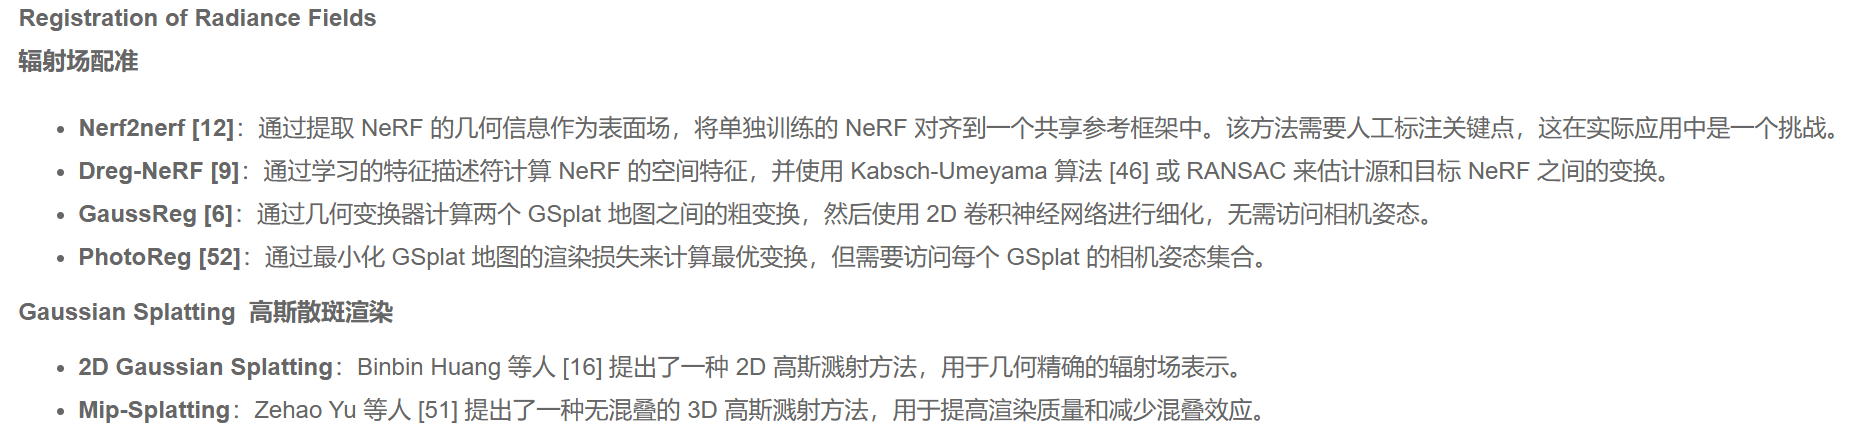 Registration of Radiance Fields
辐射场配准
• Nerf2nerf [12]：通过提取 NeRF 的几何信息作为表面场，将单独训练的 NeRF 对齐到一个共享参考框架中。该方法需要人工标注关键点，这在实际应用中是一个挑战。
• Dreg-NeRF [9]：通过学习的特征描述符计算 NeRF 的空间特征，并使用 Kabsch-Umeyama 算法 [46] 或 RANSAC 来估计源和目标 NeRF 之间的变换。
• GaussReg [6]：通过几何变换器计算两个 GSplat 地图之间的粗变换，然后使用 2D 卷积神经网络进行细化，无需访问相机姿态。
• PhotoReg [52]：通过最小化 GSplat 地图的渲染损失来计算最优变换，但需要访问每个 GSplat 的相机姿态集合。
Gaussian Splatting 高斯散斑渲染
• 2D Gaussian Splatting：Binbin Huang 等人 [16] 提出了一种 2D 高斯溅射方法，用于几何精确的辐射场表示。
• Mip-Splatting：Zehao Yu 等人 [51] 提出了一种无混叠的 3D 高斯溅射方法，用于提高渲染质量和减少混叠效应。